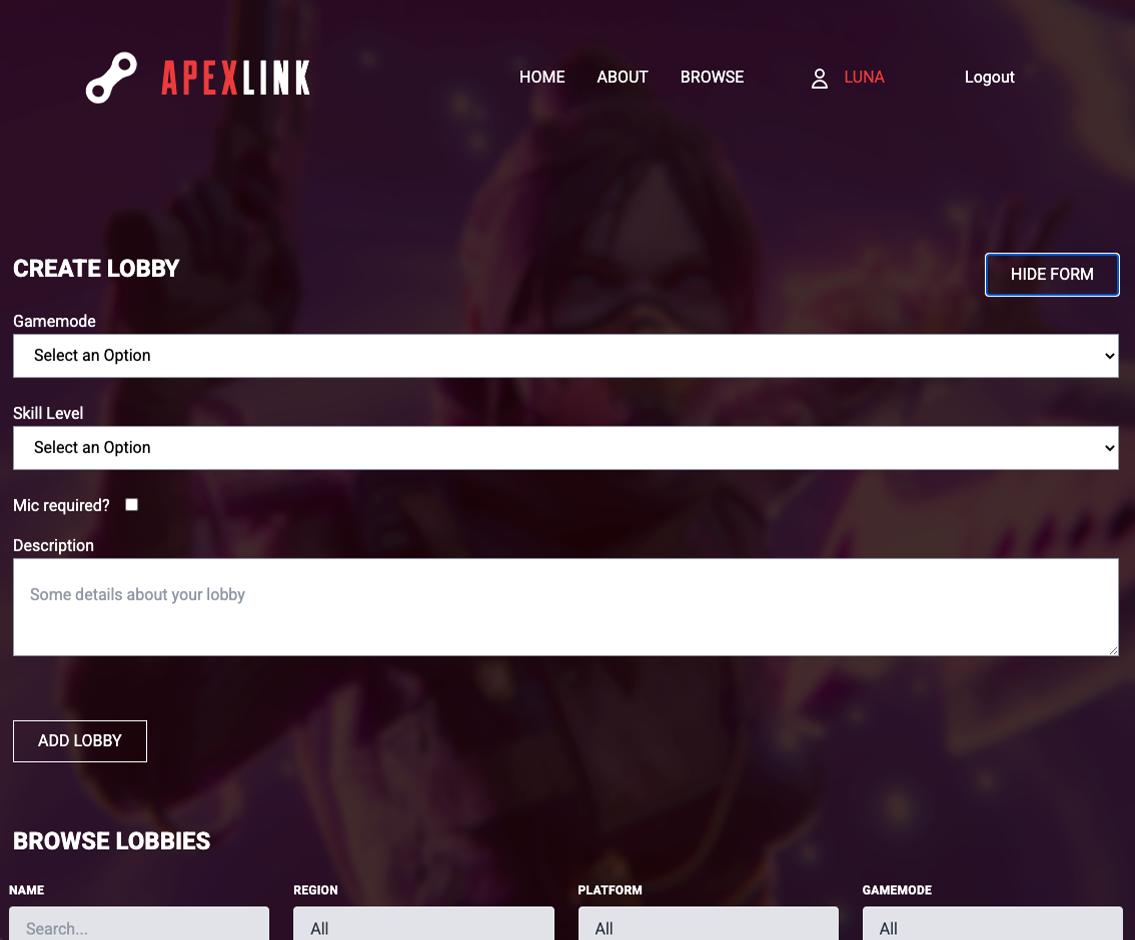 APEXLINK
HOME ABOUT BROWSE LUNA Logout
CREATE LOBBY
HIDE FORM
Gamemode
Select an Option
Skill Level
Select an Option
Mic required?
Description
Some details about your lobby
ADD LOBBY
BROWSE LOBBIES
NAME REGION PLATFORM GAMEMODE
Search... All All All